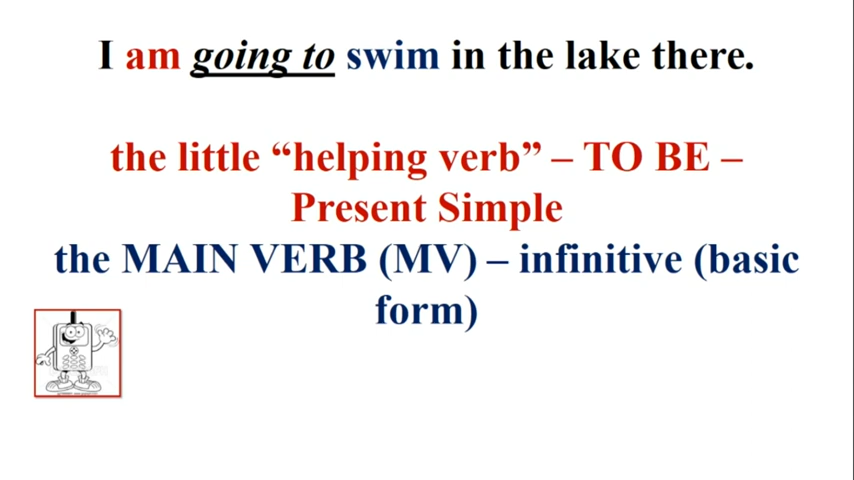 I am going to swim in the lake there.
the little “helping verb” – TO BE –
Present Simple
the MAIN VERB (MV) – infinitive (basic
form)